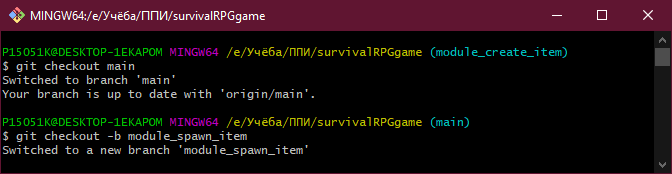 MINGW64:/e/Учёба/ППИ/survivalRPGgame
P15051K@DESKTOP-1EKAPOM MINGW64 /e/Учёба/ППИ/survivalRPGgame (module_create_item)
$ git checkout main
Switched to branch 'main'
Your branch is up to date with 'origin/main'.
P15051K@DESKTOP-1EKAPOM MINGW64 /e/Учёба/ППИ/survivalRPGgame (main)
$ git checkout -b module_spawn_item
Switched to a new branch 'module_spawn_item'